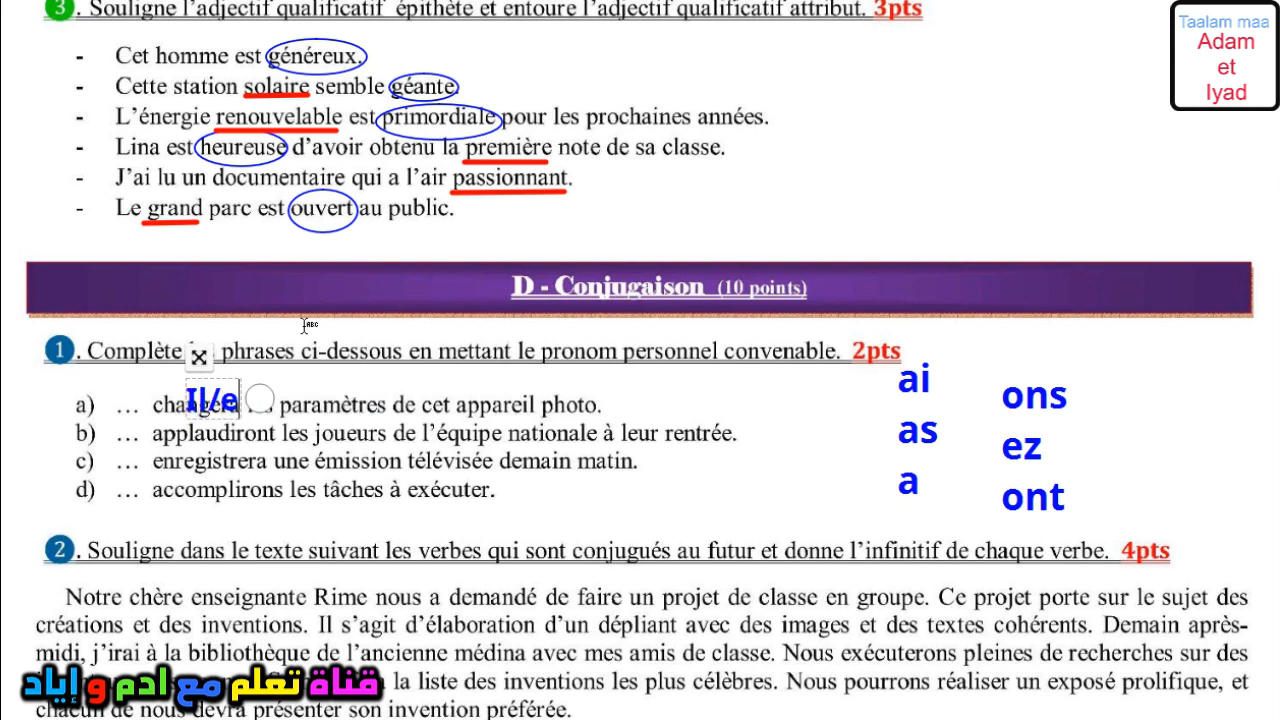 3. Souligne l’adjectif qualificatif épithète et entoure l’adjectif qualificatif attribut. 3pts
Taalam maa
Adam
et
Iyad
- Cet homme est généreux.
- Cette station solaire semble géante.
- L’énergie renouvelable est primordiale pour les prochaines années.
- Lina est heureuse d’avoir obtenu la première note de sa classe.
- J’ai lu un documentaire qui a l’air passionnant.
- Le grand parc est ouvert au public.
D - Conjugaison (10 points)
1. Complète phrases ci-dessous en mettant le pronom personnel convenable. 2pts
Il/e
a) … paramètres de cet appareil photo.
b) … applaudiront les joueurs de l’équipe nationale à leur rentrée.
c) … enregistrera une émission télévisée demain matin.
d) … accomplirons les tâches à exécuter.
ai
as
a
ons
ez
ont
2. Souligne dans le texte suivant les verbes qui sont conjugués au futur et donne l’infinitif de chaque verbe. 4pts
Notre chère enseignante Rime nous a demandé de faire un projet de classe en groupe. Ce projet porte sur le sujet des
créations et des inventions. Il s’agit d’élaboration d’un dépliant avec des images et des textes cohérents. Demain après-
midi, j’irai à la bibliothèque de l’ancienne médina avec mes amis de classe. Nous exécuterons pleines de recherches sur des
la liste des inventions les plus célèbres. Nous pourrons réaliser un exposé prolifique, et
chacun de nous devra présenter son invention préférée.
قناة تعلم مع ادم و إياد